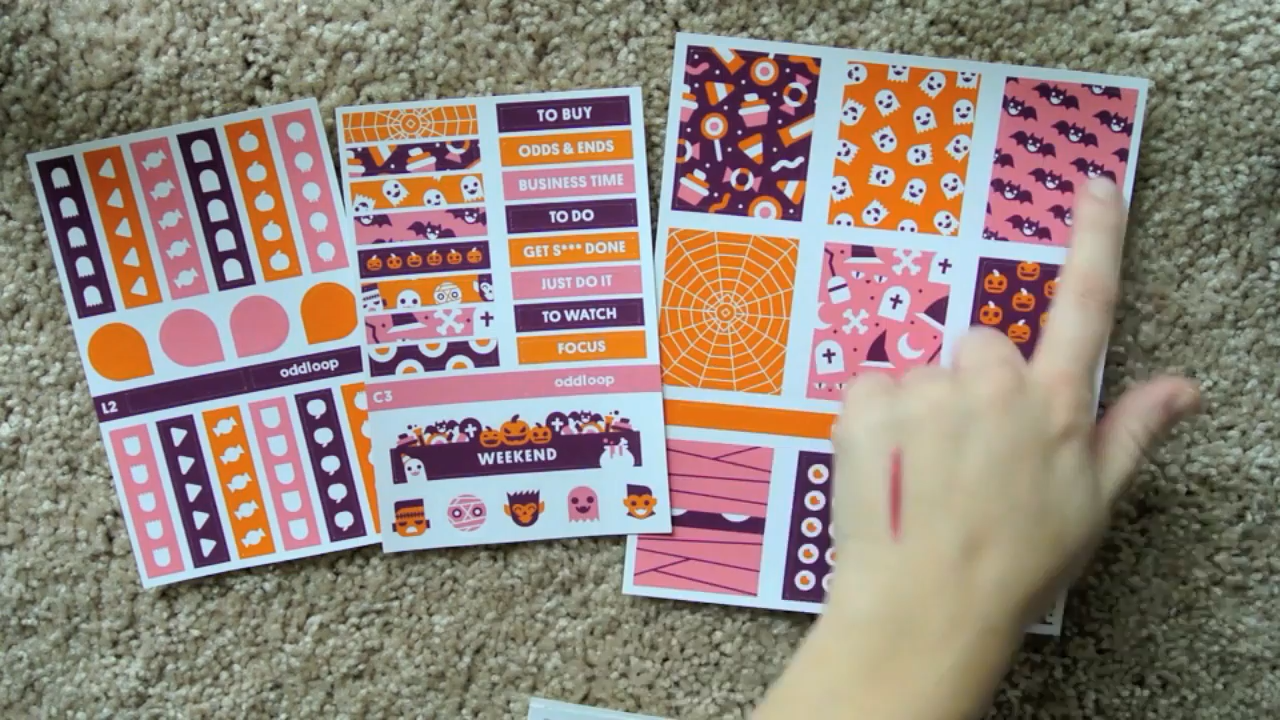 oddloop
L2
TO BUY
ODDS & ENDS
BUSINESS TIME
TO DO
GET S*** DONE
JUST DO IT
TO WATCH
FOCUS
oddloop
C3
WEEKEND